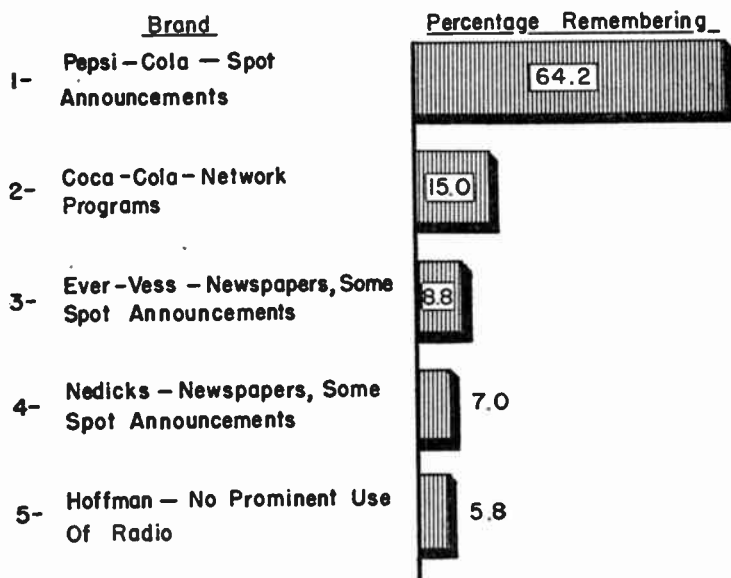 Brand Percentage Remembering
1- Pepsi-Cola — Spot
Announcements
64.2
2- Coca-Cola-Network
Programs
15.0
3- Ever-Vess — Newspapers, Some
Spot Announcements
8.8
4- Nedicks — Newspapers, Some
Spot Announcements
7.0
5- Hoffman — No Prominent Use
Of Radio
5.8